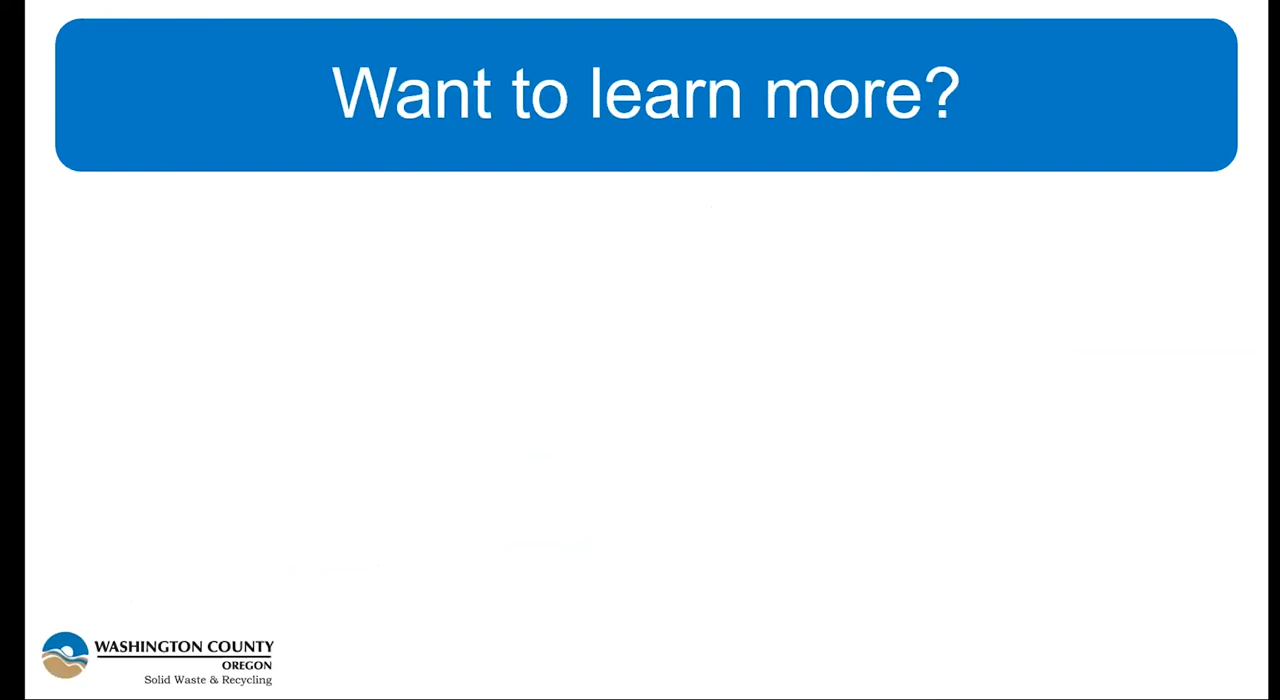 Want to learn more?
WASHINGTON COUNTY
OREGON
Solid Waste & Recycling